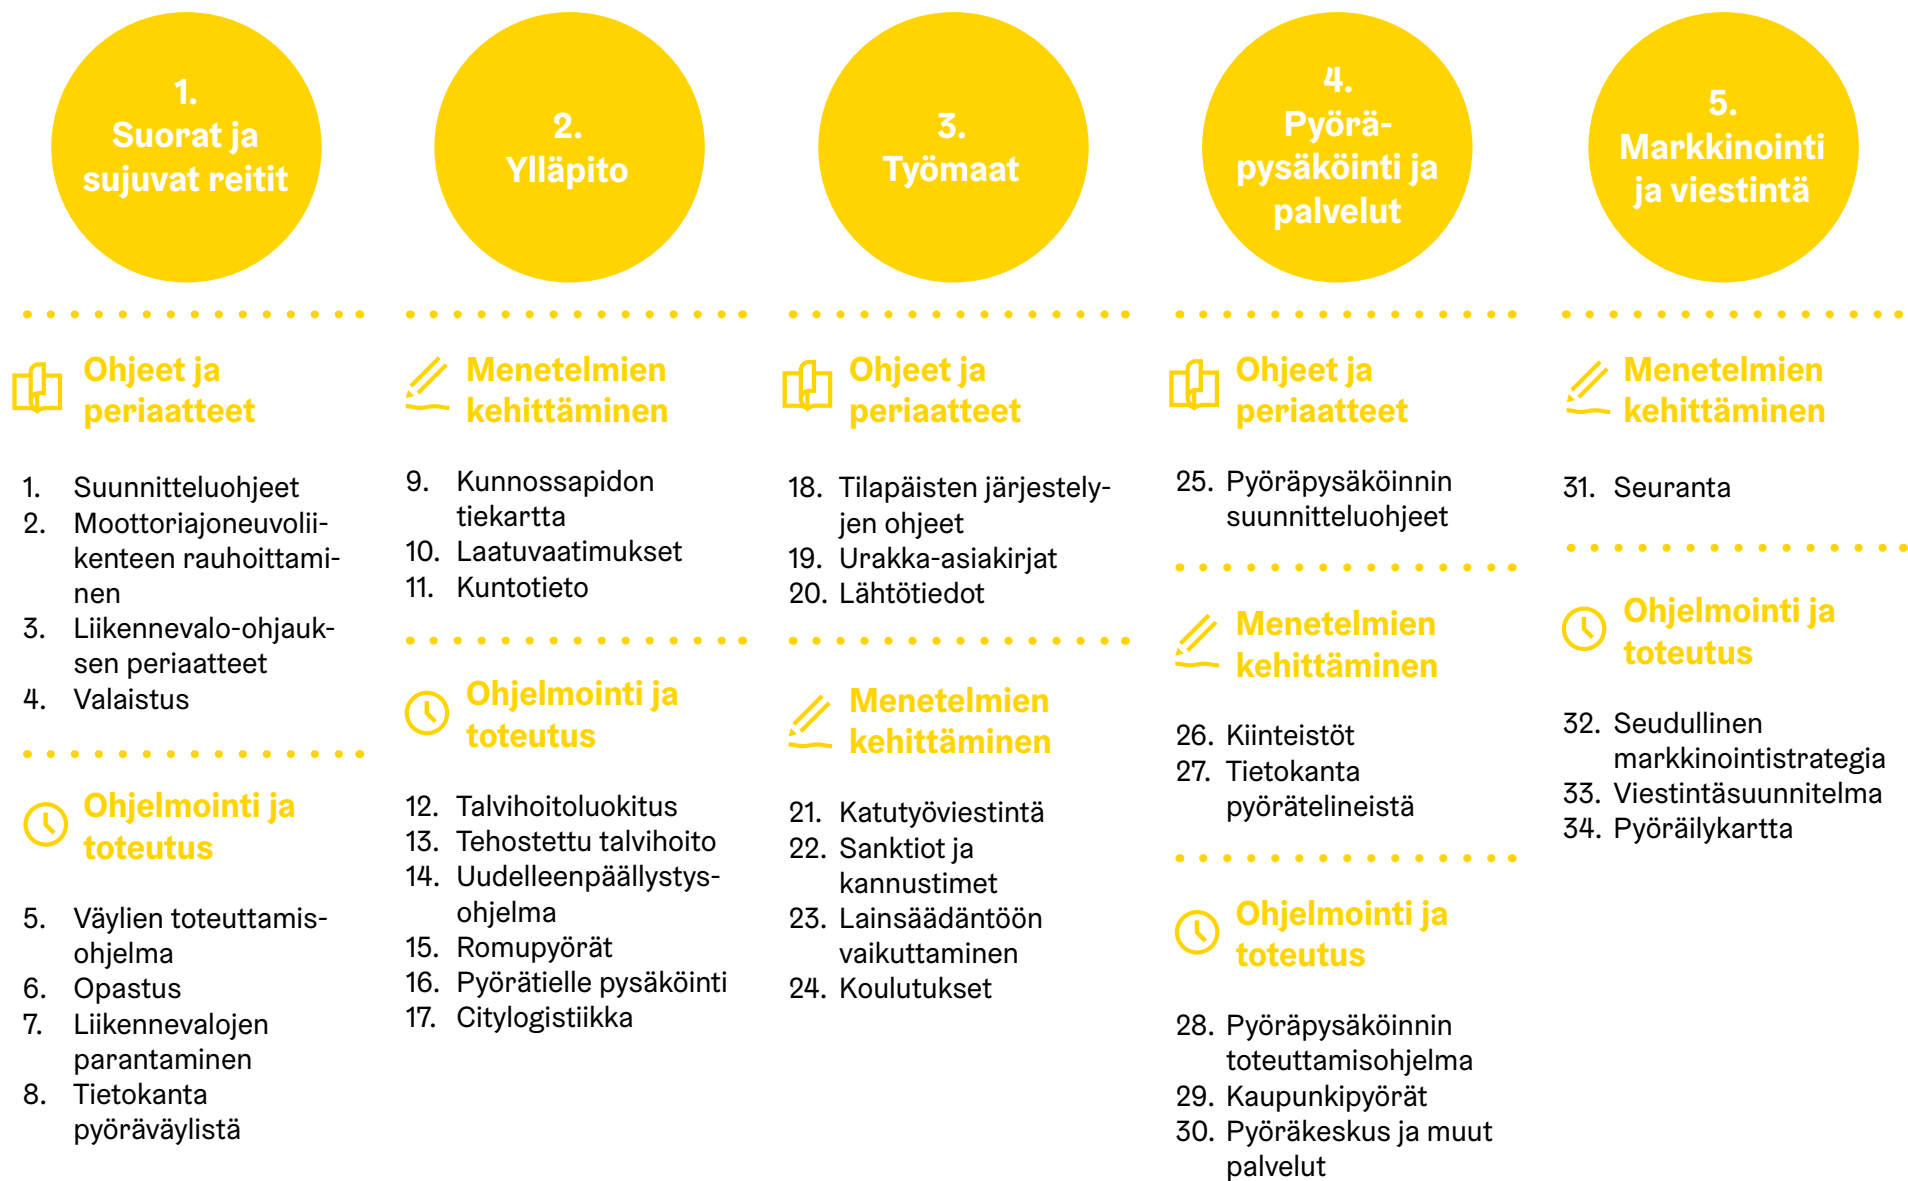 1.
Suorat ja
sujuvat reitit
Ohjeet ja
periaatteet
1. Suunnitteluohjeet
2. Moottoriajoneuvolii-
kenteen rauhoittami-
nen
3. Liikennevalo-ohjauk-
sen periaatteet
4. Valaistus
Ohjelmointi ja
toteutus
5. Väylien toteuttamis-
ohjelma
6. Opastus
7. Liikennevalojen
parantaminen
8. Tietokanta
pyöräväylistä
2.
Ylläpito
Menetelmien
kehittäminen
9. Kunnossapidon
tiekartta
10. Laatuvaatimukset
11. Kuntotieto
Ohjelmointi ja
toteutus
12. Talvihoitoluokitus
13. Tehostettu talvihoito
14. Uudelleenpäällystys-
ohjelma
15. Romupyörät
16. Pyörätielle pysäköinti
17. Citylogistiikka
3.
Työmaat
Ohjeet ja
periaatteet
18. Tilapäisten järjestely-
jen ohjeet
19. Urakka-asiakirjat
20. Lähtötiedot
Menetelmien
kehittäminen
21. Katutyöviestintä
22. Sanktiot ja
kannustimet
23. Lainsäädäntöön
vaikuttaminen
24. Koulutukset
4.
Pyörä-
pysäköinti ja
palvelut
Ohjeet ja
periaatteet
25. Pyöräpysäköinnin
suunnitteluohjeet
Menetelmien
kehittäminen
26. Kiinteistöt
27. Tietokanta
pyörätelineistä
Ohjelmointi ja
toteutus
28. Pyöräpysäköinnin
toteuttamisohjelma
29. Kaupunkipyörät
30. Pyöräkeskus ja muut
palvelut
5.
Markkinointi
ja viestintä
Menetelmien
kehittäminen
31. Seuranta
Ohjelmointi ja
toteutus
32. Seudullinen
markkinointistrategia
33. Viestintäsuunnitelma
34. Pyöräilykartta